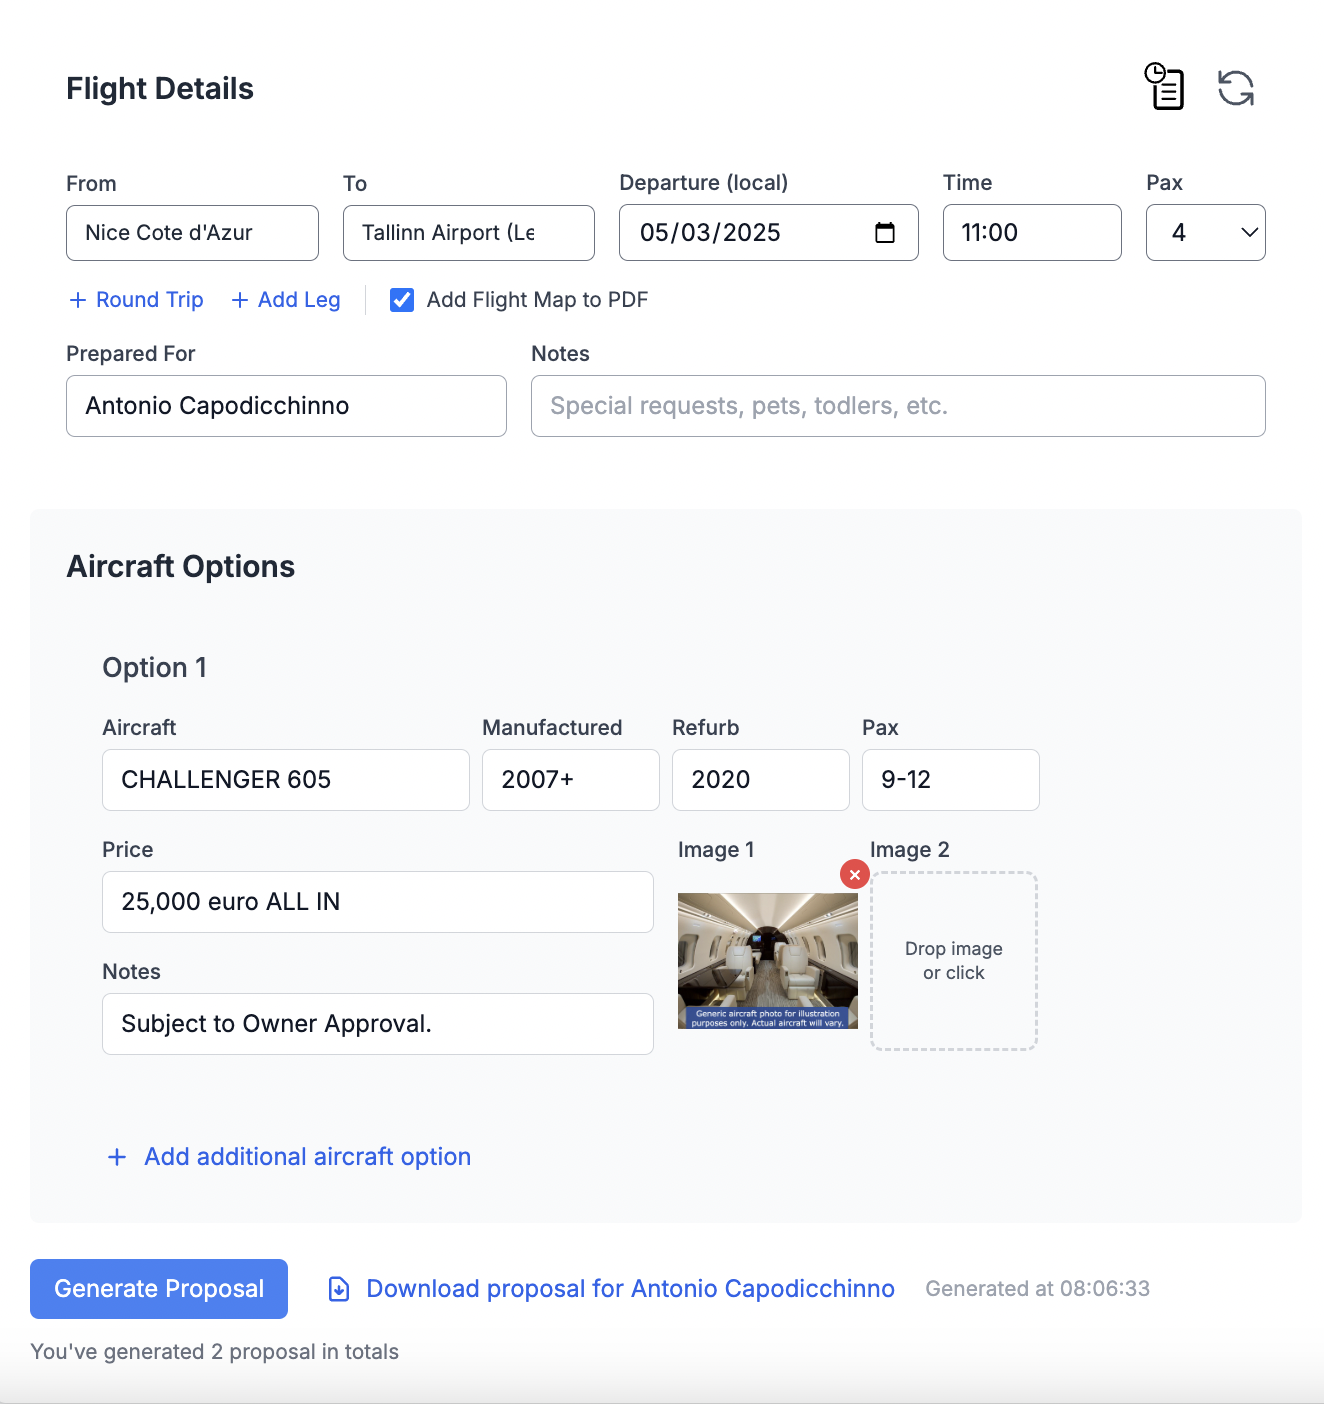 Flight Details
From To Departure (local) Time Pax
Nice Cote d'Azur Tallinn Airport (Le 05/03/2025 11:00 4
+ Round Trip + Add Leg Add Flight Map to PDF
Prepared For Notes
Antonio Capodicchinno Special requests, pets, todlers, etc.
Aircraft Options
Option 1
Aircraft Manufactured Refurb Pax
CHALLENGER 605 2007+ 2020 9-12
Price Image 1 Image 2
25,000 euro ALL IN
Drop image
or click
Notes
Subject to Owner Approval.
Generic aircraft photo for illustration
purposes only. Actual aircraft will vary.
+ Add additional aircraft option
Generate Proposal Download proposal for Antonio Capodicchinno Generated at 08:06:33
You've generated 2 proposal in totals